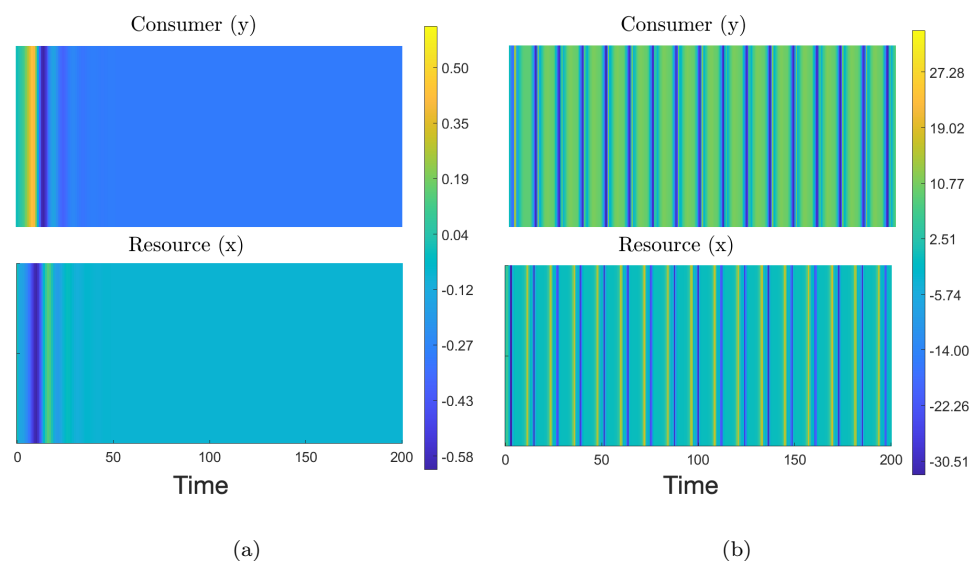 Consumer (y)
0.50
0.35
0.19
0.04
-0.12
-0.27
-0.43
-0.58
Resource (x)
0 50 100 150 200
Time
(a)
Consumer (y)
27.28
19.02
10.77
2.51
-5.74
-14.00
-22.26
-30.51
Resource (x)
0 50 100 150 200
Time
(b)